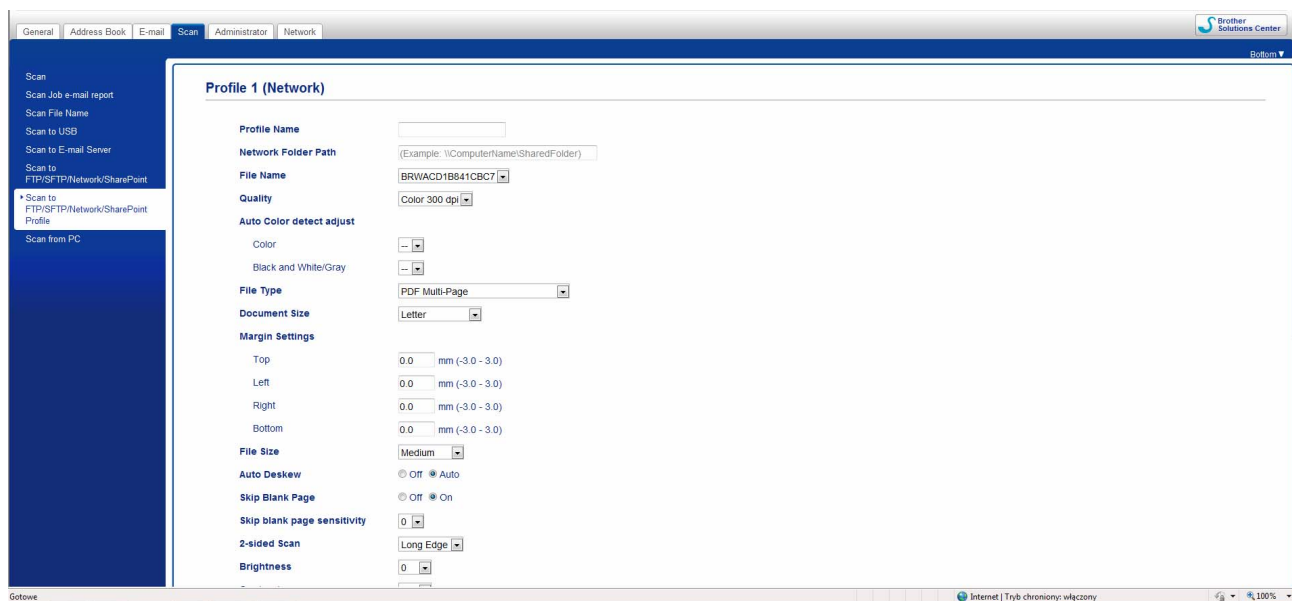 General Address Book E-mail Scan Administrator Network
Brother
Solutions Center
Bottom▼
Scan
Scan Job e-mail report
Scan File Name
Scan to USB
Scan to E-mail Server
Scan to
FTP/SFTP/Network/SharePoint
Scan to
FTP/SFTP/Network/SharePoint
Profile
Scan from PC
Profile 1 (Network)
Profile Name
Network Folder Path (Example: \\ComputerName\SharedFolder)
File Name BRWACD1B841CBC7
Quality Color 300 dpi
Auto Color detect adjust
Color --
Black and White/Gray --
File Type PDF Multi-Page
Document Size Letter
Margin Settings
Top 0.0 mm (-3.0 - 3.0)
Left 0.0 mm (-3.0 - 3.0)
Right 0.0 mm (-3.0 - 3.0)
Bottom 0.0 mm (-3.0 - 3.0)
File Size Medium
Auto Deskew Off Auto
Skip Blank Page Off On
Skip blank page sensitivity 0
2-sided Scan Long Edge
Brightness 0
Gotowe Internet | Tryb chroniony: włączony 100%